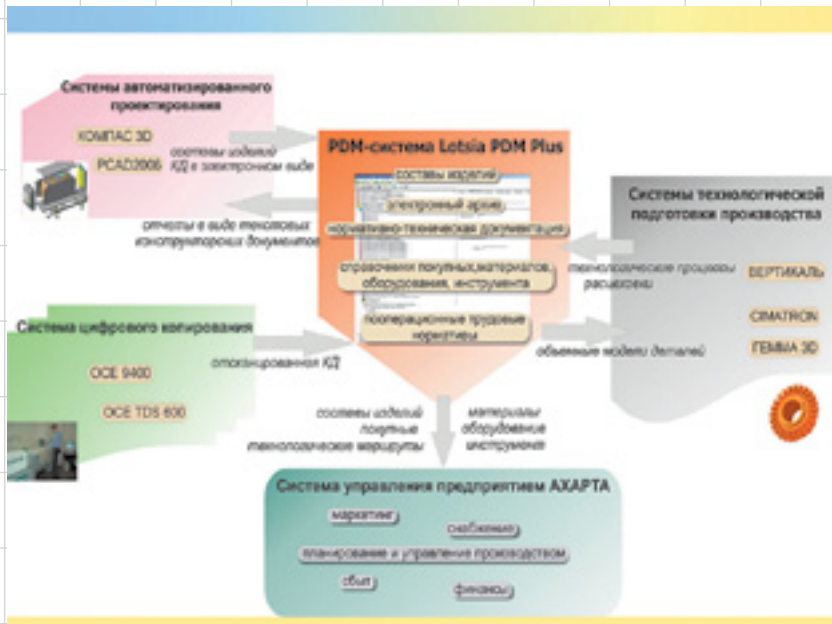 Системы автоматизированного
проектирования
КОМПАС 3D
PCAD2006
составы изделий
КД в электронном виде
отчеты в виде текстовых
конструкторских документов
PDM-система Lotsia PDM Plus
составы изделий
электронный архив
нормативно-техническая документация
справочники покупных, материалов,
оборудования, инструмента
пооперационные трудовые
нормативы
Системы технологической
подготовки производства
технологические процессы
расцеховки
ВЕРТИКАЛЬ
CIMATRON
ГЕММА 3D
объемные модели деталей
Система цифрового копирования
OCE 9400
OCE TDS 600
отсканированная КД
составы изделий
покупные
технологические маршруты
материалы
оборудование
инструмент
Система управления предприятием АХАРТА
маркетинг
снабжение
планирование и управление производством
сбыт
финансы